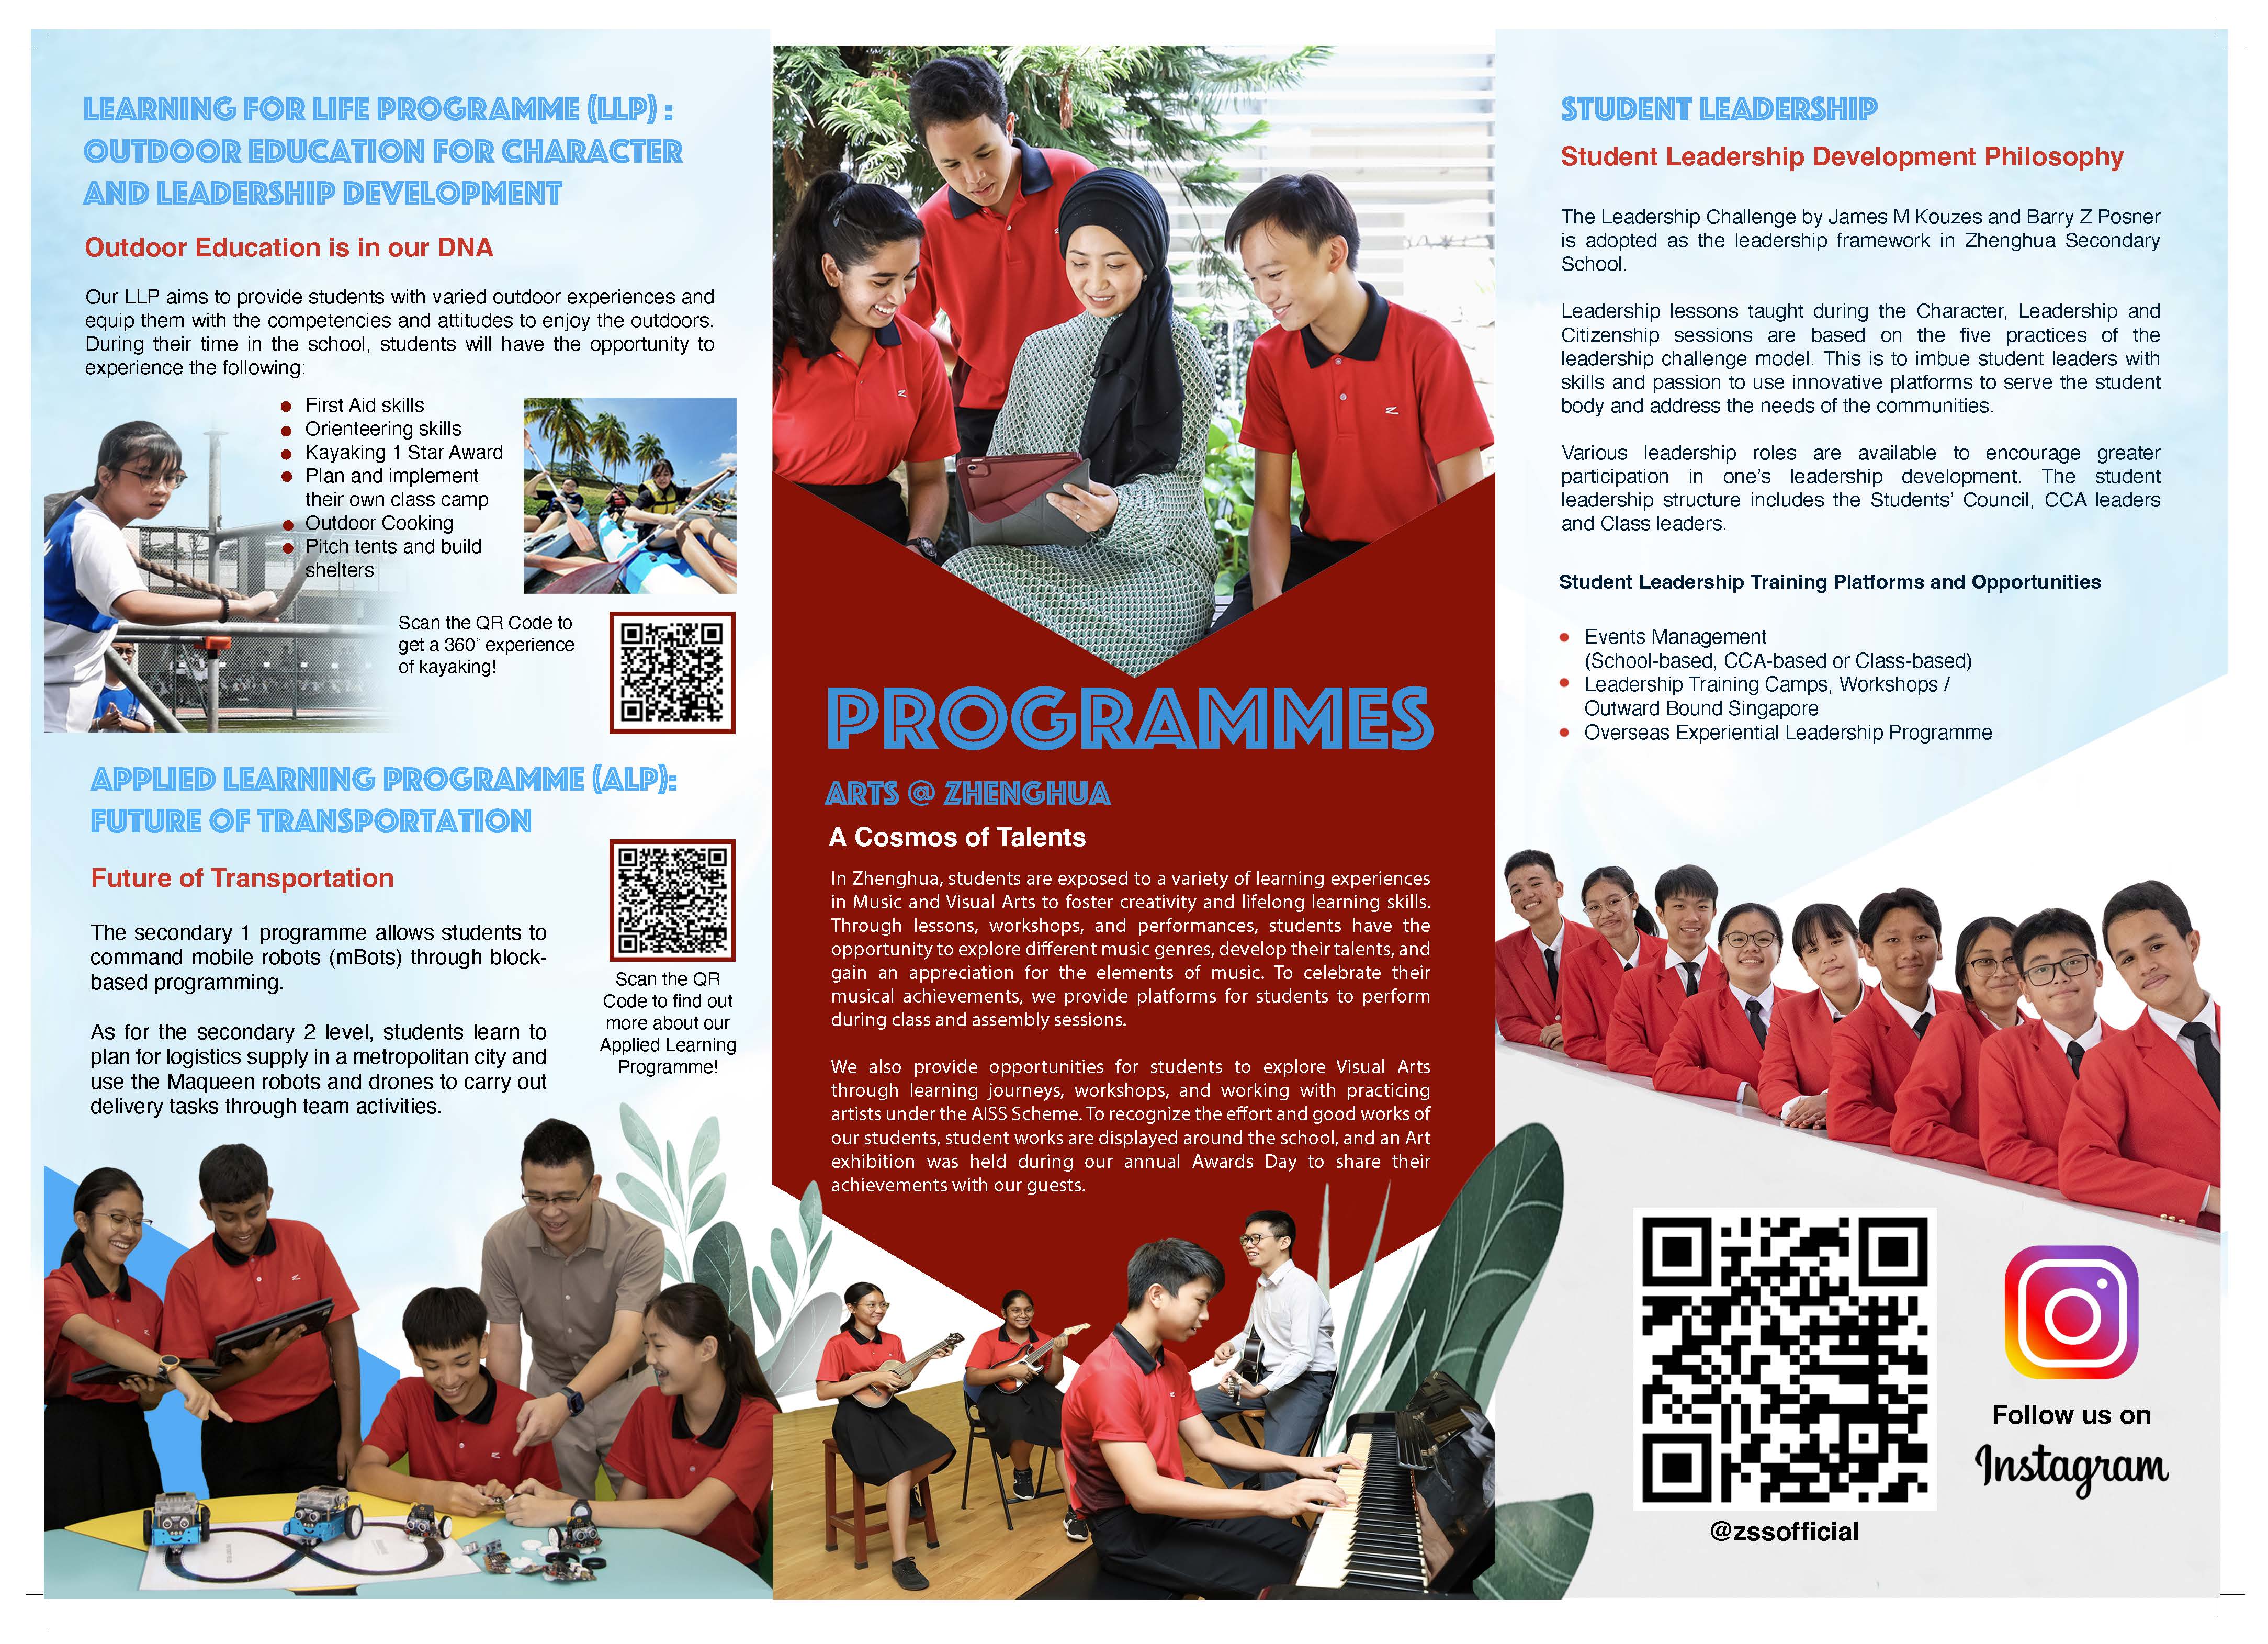 LEARNING FOR LIFE PROGRAMME (LLP) :
OUTDOOR EDUCATION FOR CHARACTER
AND LEADERSHIP DEVELOPMENT
Outdoor Education is in our DNA
Our LLP aims to provide students with varied outdoor experiences and
equip them with the competencies and attitudes to enjoy the outdoors.
During their time in the school, students will have the opportunity to
experience the following:
● First Aid skills
● Orienteering skills
● Kayaking 1 Star Award
● Plan and implement
their own class camp
● Outdoor Cooking
● Pitch tents and build
shelters
Scan the QR Code to
get a 360° experience
of kayaking!
APPLIED LEARNING PROGRAMME (ALP):
FUTURE OF TRANSPORTATION
Future of Transportation
The secondary 1 programme allows students to
command mobile robots (mBots) through block-
based programming.
As for the secondary 2 level, students learn to
plan for logistics supply in a metropolitan city and
use the Maqueen robots and drones to carry out
delivery tasks through team activities.
Scan the QR
Code to find out
more about our
Applied Learning
Programme!
PROGRAMMES
ARTS @ ZHENGHUA
A Cosmos of Talents
In Zhenghua, students are exposed to a variety of learning experiences
in Music and Visual Arts to foster creativity and lifelong learning skills.
Through lessons, workshops, and performances, students have the
opportunity to explore different music genres, develop their talents, and
gain an appreciation for the elements of music. To celebrate their
musical achievements, we provide platforms for students to perform
during class and assembly sessions.
We also provide opportunities for students to explore Visual Arts
through learning journeys, workshops, and working with practicing
artists under the AISS Scheme. To recognize the effort and good works of
our students, student works are displayed around the school, and an Art
exhibition was held during our annual Awards Day to share their
achievements with our guests.
STUDENT LEADERSHIP
Student Leadership Development Philosophy
The Leadership Challenge by James M Kouzes and Barry Z Posner
is adopted as the leadership framework in Zhenghua Secondary
School.
Leadership lessons taught during the Character, Leadership and
Citizenship sessions are based on the five practices of the
leadership challenge model. This is to imbue student leaders with
skills and passion to use innovative platforms to serve the student
body and address the needs of the communities.
Various leadership roles are available to encourage greater
participation in one's leadership development. The student
leadership structure includes the Students' Council, CCA leaders
and Class leaders.
Student Leadership Training Platforms and Opportunities
● Events Management
(School-based, CCA-based or Class-based)
● Leadership Training Camps, Workshops /
Outward Bound Singapore
● Overseas Experiential Leadership Programme
@zssofficial
Follow us on
Instagram